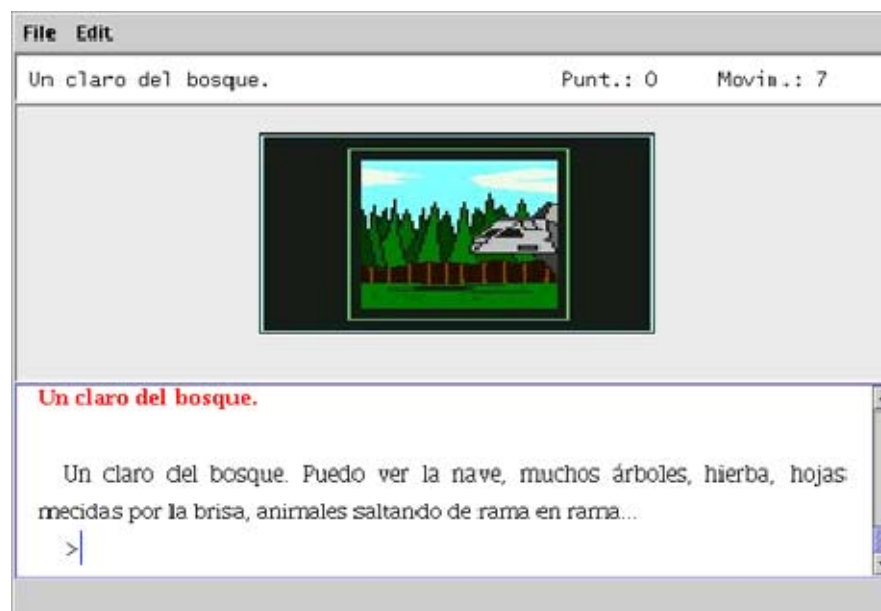 File Edit
Un claro del bosque. Punt.: 0 Movim.: 7
Un claro del bosque.
Un claro del bosque. Puedo ver la nave, muchos árboles, hierba, hojas
mecidas por la brisa, animales saltando de rama en rama...
>